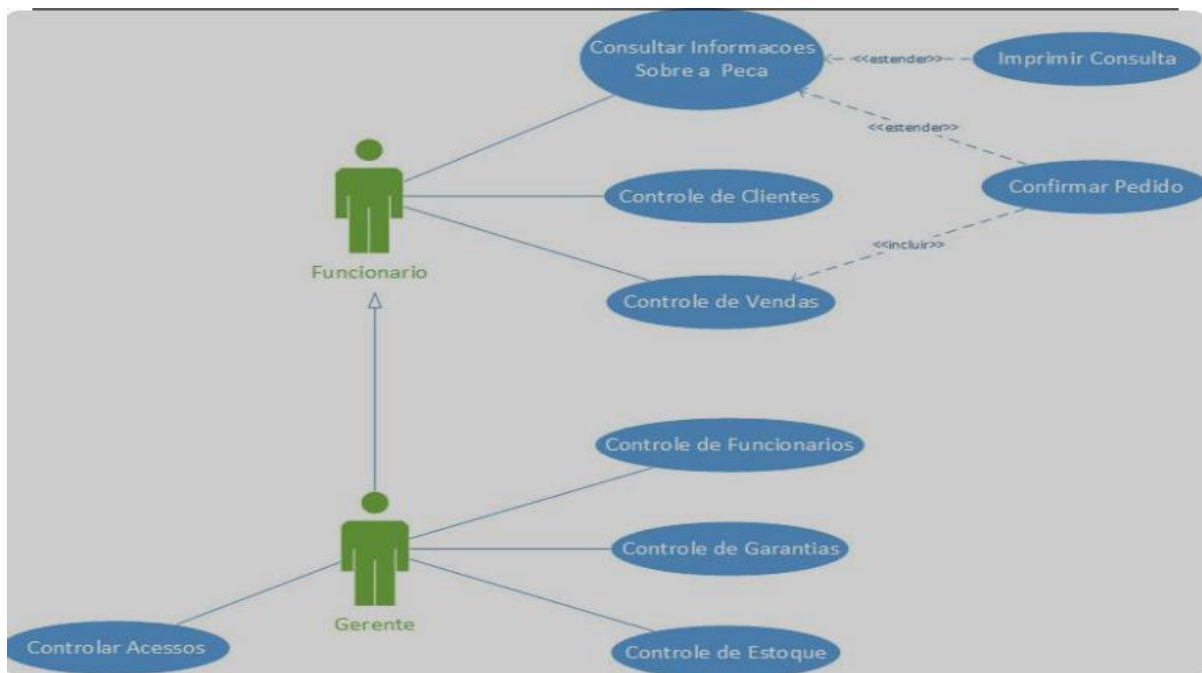 Consultar Informacoes
Sobre a Peca
<<estender>>
Imprimir Consulta
<<estender>>
Confirmar Pedido
Controle de Clientes
<<incluir>>
Funcionario
Controle de Vendas
Controle de Funcionarios
Controle de Garantias
Gerente
Controlar Acessos
Controle de Estoque